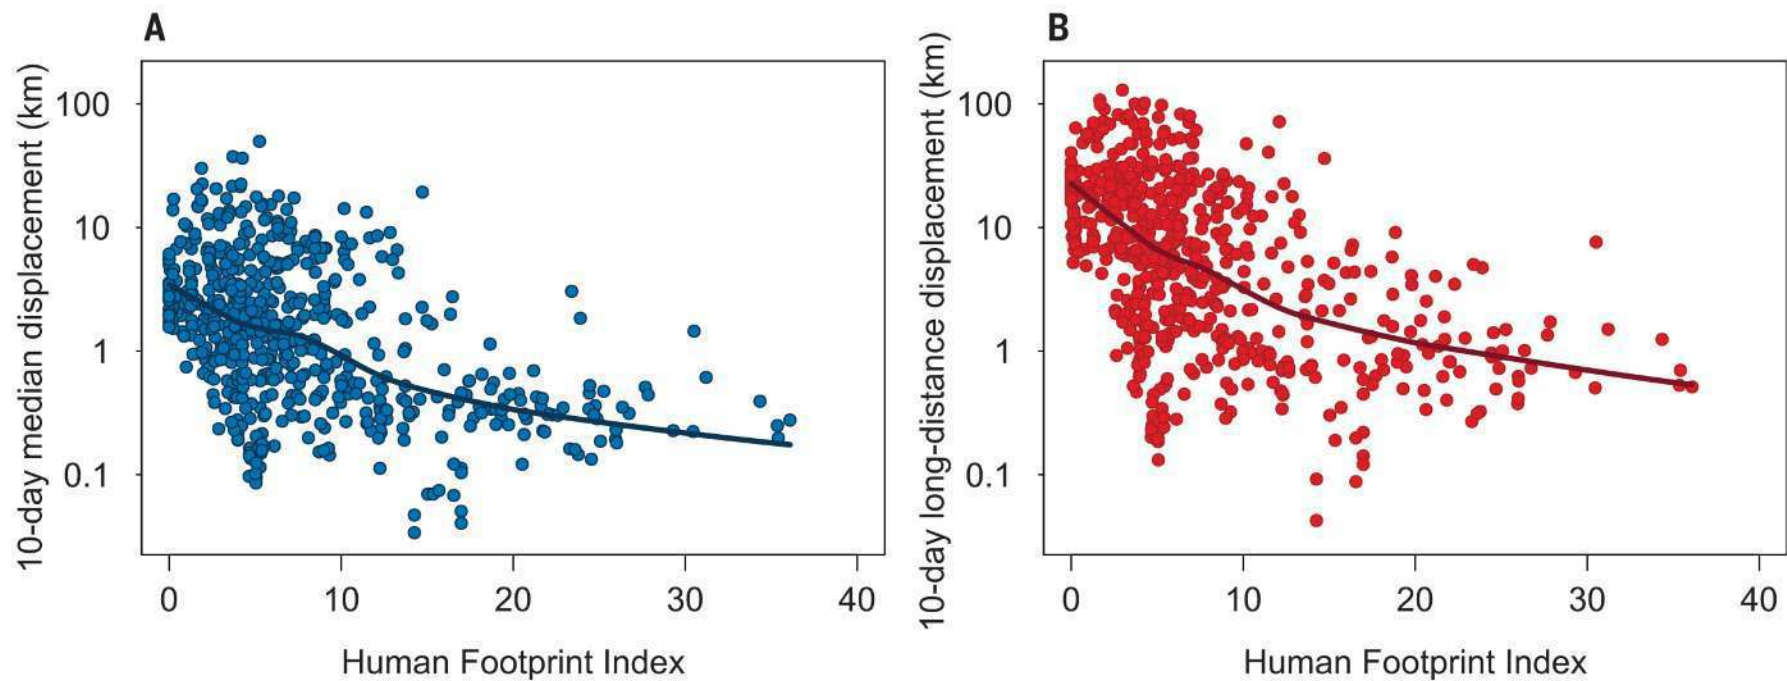 A
10-day median displacement (km)
100
10
1
0.1
0 10 20 30 40
Human Footprint Index
B
10-day long-distance displacement (km)
100
10
1
0.1
0 10 20 30 40
Human Footprint Index